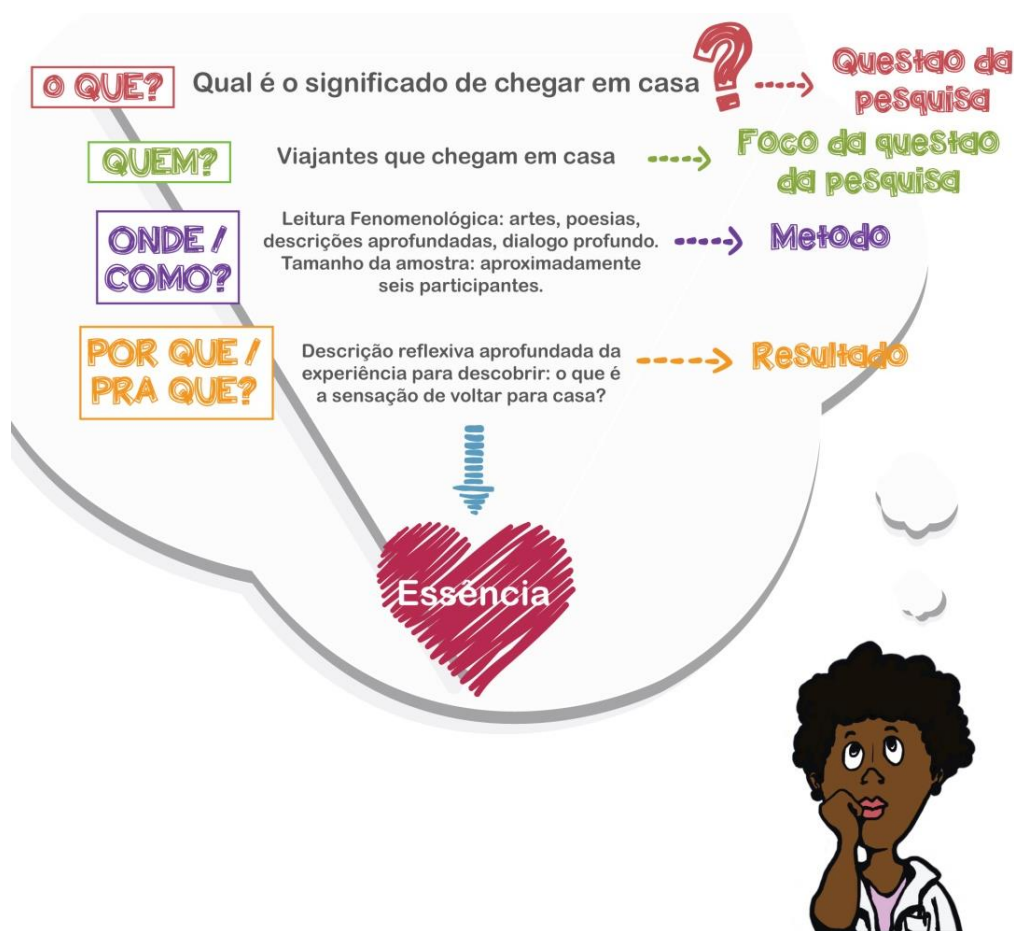 O QUE?
Qual é o significado de chegar em casa
?
Questao da
pesquisa
QUEM?
Viajantes que chegam em casa
Foco da questao
da pesquisa
ONDE /
COMO?
Leitura Fenomenológica: artes, poesias,
descrições aprofundadas, dialogo profundo.
Tamanho da amostra: aproximadamente
seis participantes.
Metodo
POR QUE /
PRA QUE?
Descrição reflexiva aprofundada da
experiência para descobrir: o que é
a sensação de voltar para casa?
Resultado
Essência